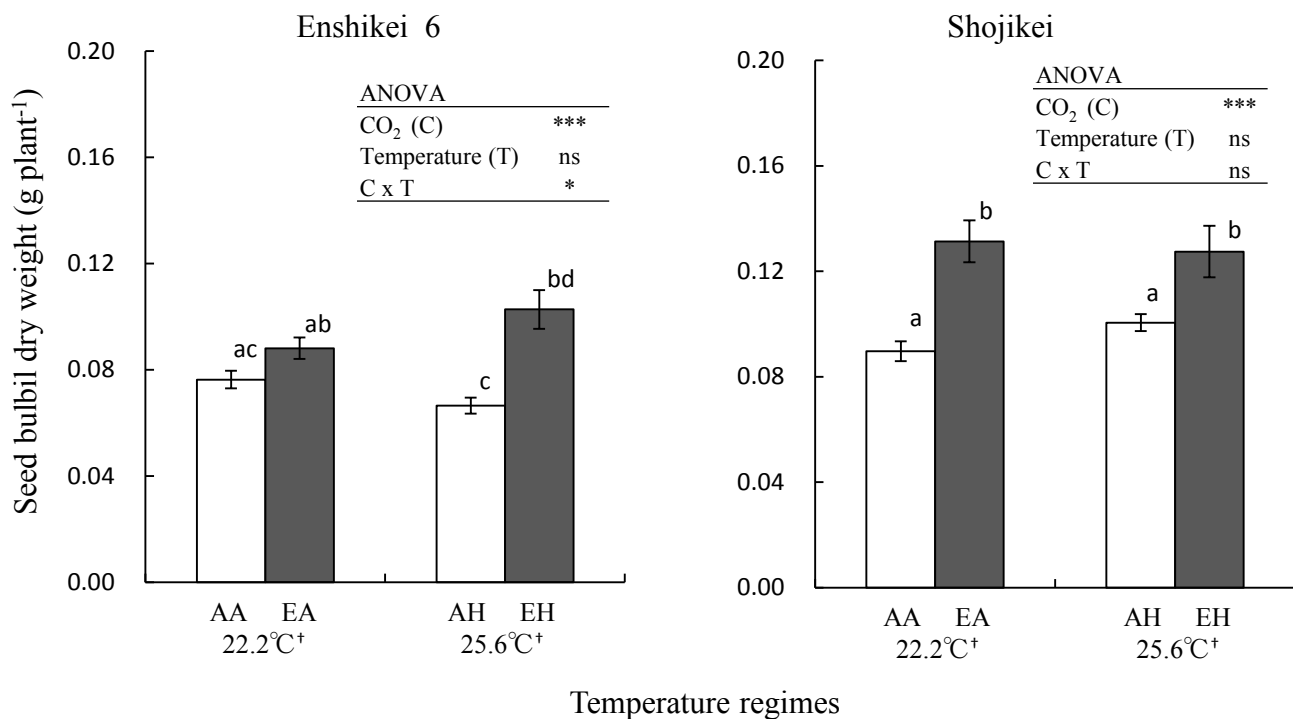 Enshikei 6
Seed bulbil dry weight (g plant⁻¹)
0.20
0.16
0.12
0.08
0.04
0.00
ANOVA
CO₂ (C) ***
Temperature (T) ns
C x T *
ac
ab
c
bd
AA EA AH EH
22.2℃† 25.6℃†
Shojikei
0.20
0.16
0.12
0.08
0.04
0.00
ANOVA
CO₂ (C) ***
Temperature (T) ns
C x T ns
a
b
a
b
AA EA AH EH
22.2℃† 25.6℃†
Temperature regimes